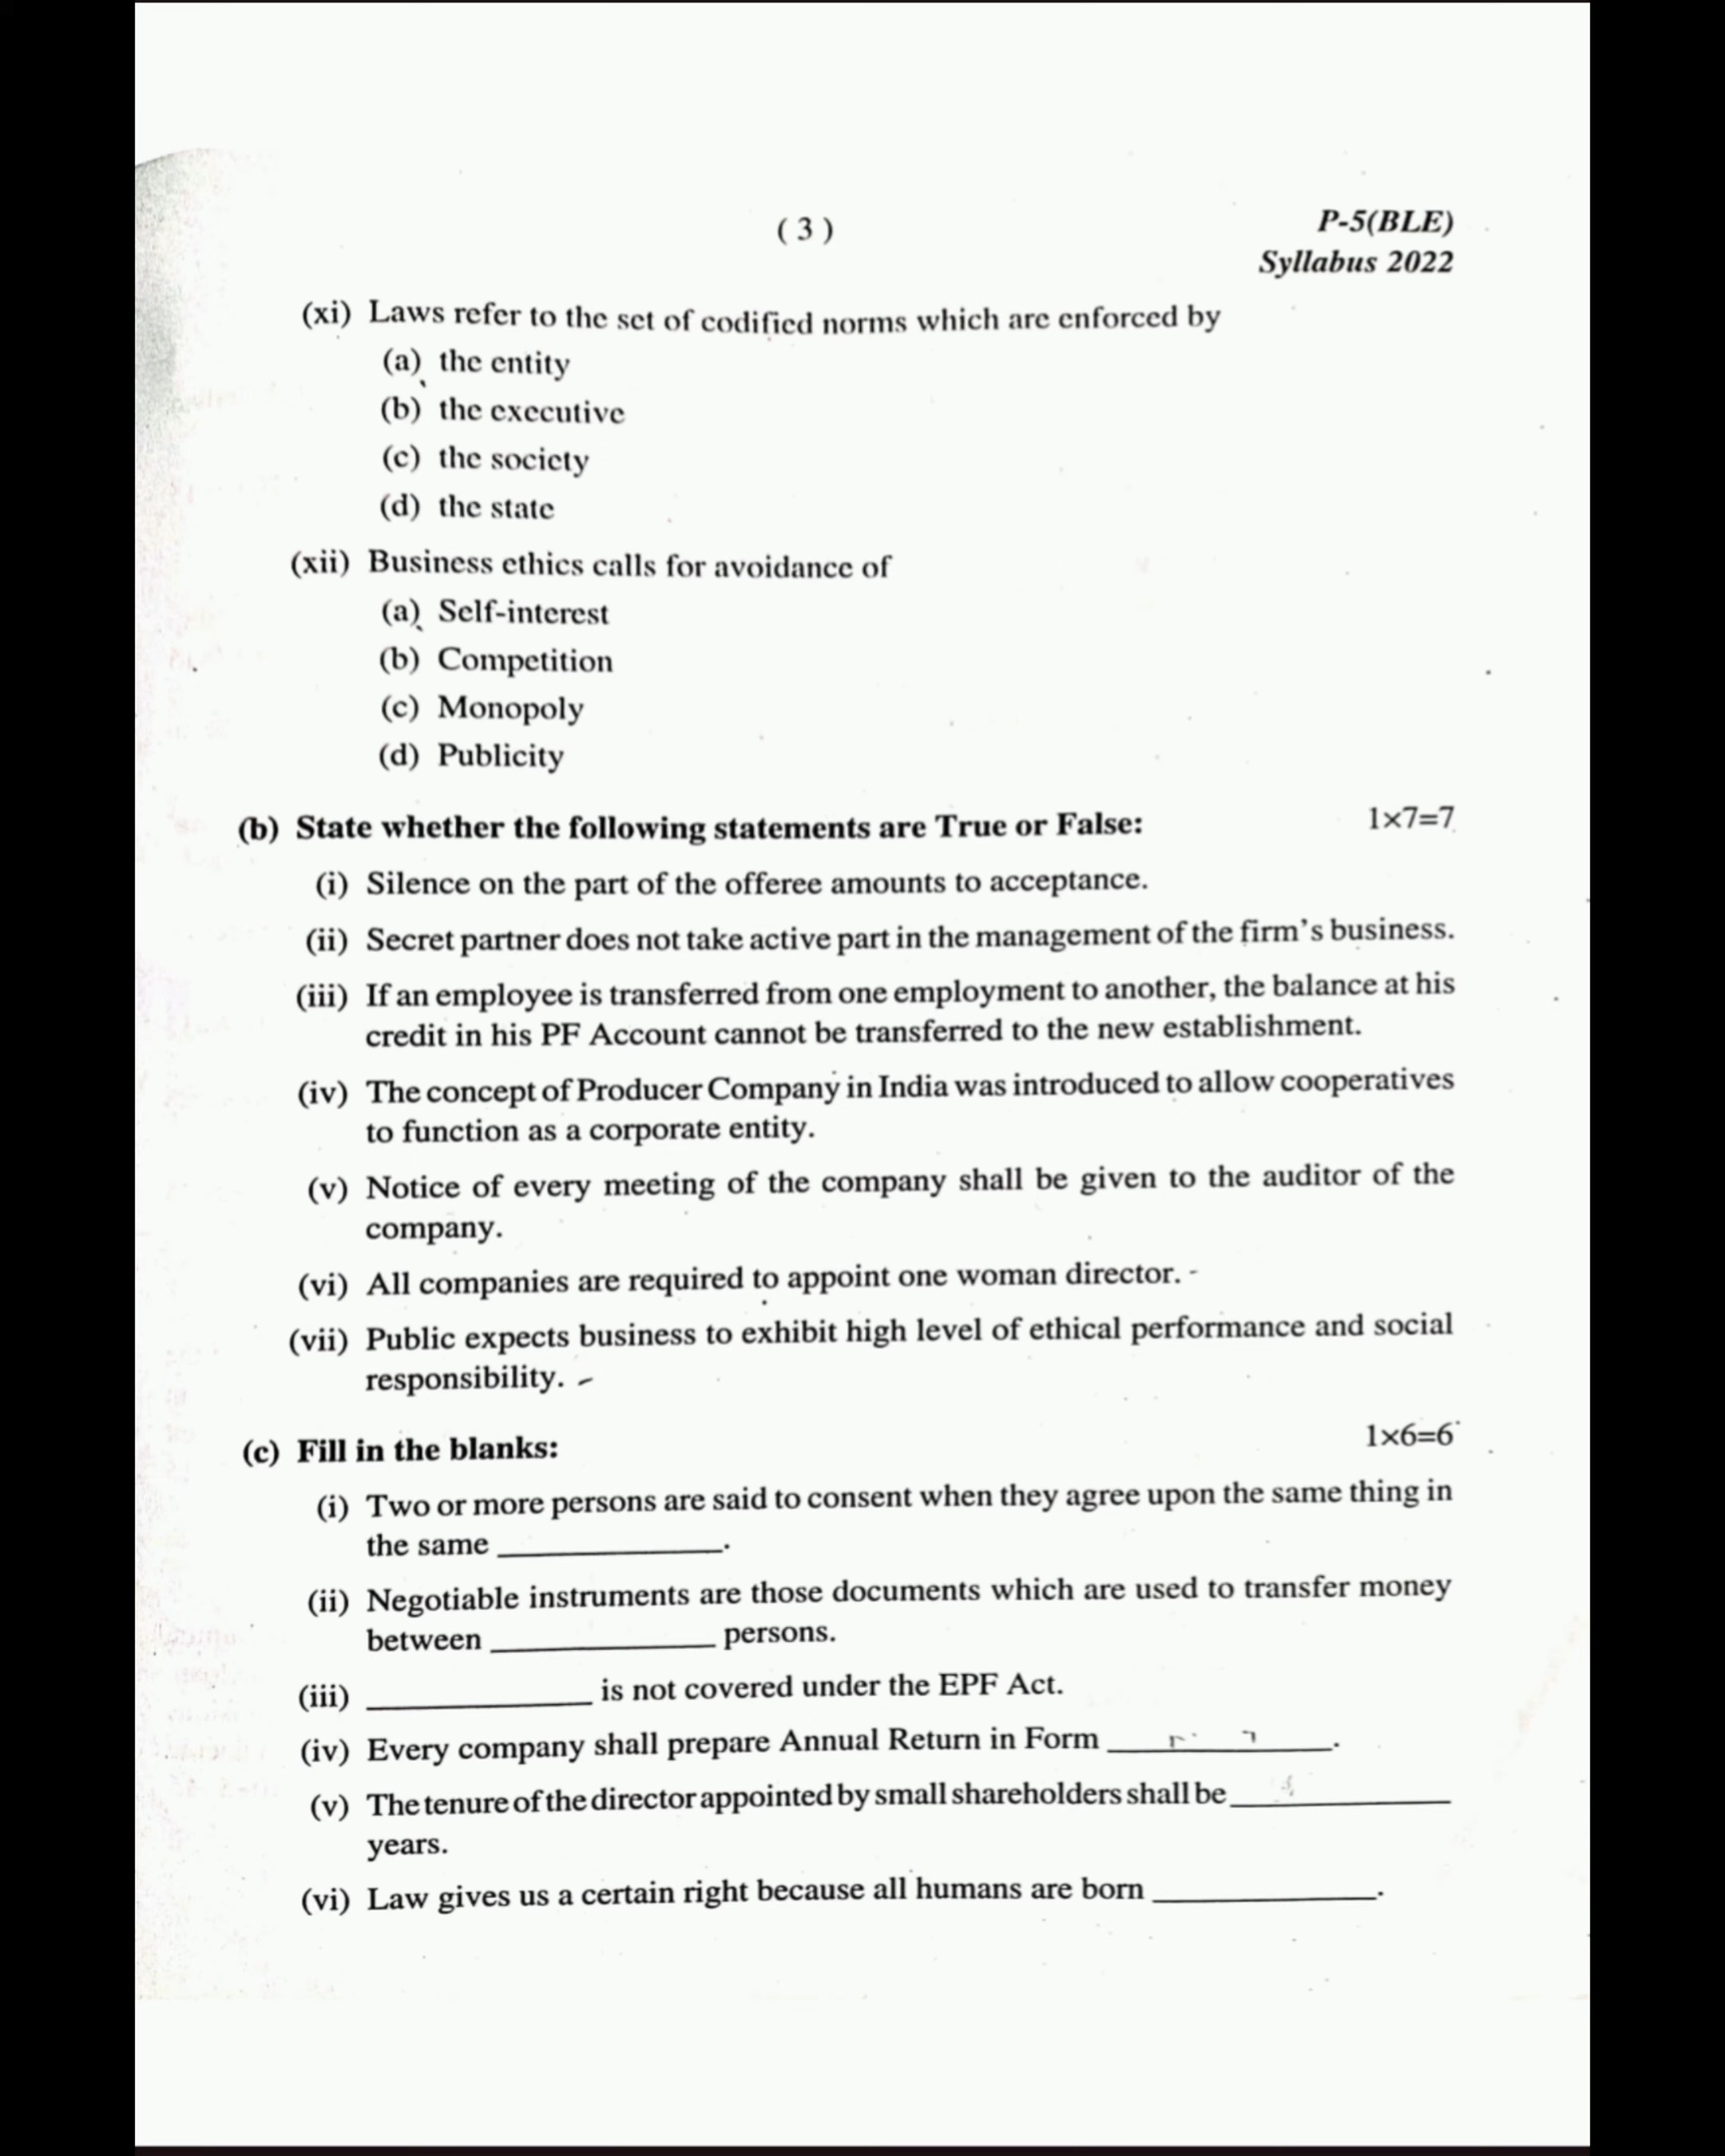 ( 3 )
P-5(BLE)
Syllabus 2022
(xi) Laws refer to the set of codified norms which are enforced by
(a) the entity
(b) the executive
(c) the society
(d) the state
(xii) Business ethics calls for avoidance of
(a) Self-interest
(b) Competition
(c) Monopoly
(d) Publicity
(b) State whether the following statements are True or False: 1×7=7
(i) Silence on the part of the offeree amounts to acceptance.
(ii) Secret partner does not take active part in the management of the firm's business.
(iii) If an employee is transferred from one employment to another, the balance at his
credit in his PF Account cannot be transferred to the new establishment.
(iv) The concept of Producer Company in India was introduced to allow cooperatives
to function as a corporate entity.
(v) Notice of every meeting of the company shall be given to the auditor of the
company.
(vi) All companies are required to appoint one woman director.
(vii) Public expects business to exhibit high level of ethical performance and social
responsibility.
(c) Fill in the blanks: 1×6=6
(i) Two or more persons are said to consent when they agree upon the same thing in
the same ____________.
(ii) Negotiable instruments are those documents which are used to transfer money
between ____________ persons.
(iii) ____________ is not covered under the EPF Act.
(iv) Every company shall prepare Annual Return in Form ____________.
(v) The tenure of the director appointed by small shareholders shall be ____________
years.
(vi) Law gives us a certain right because all humans are born ____________.